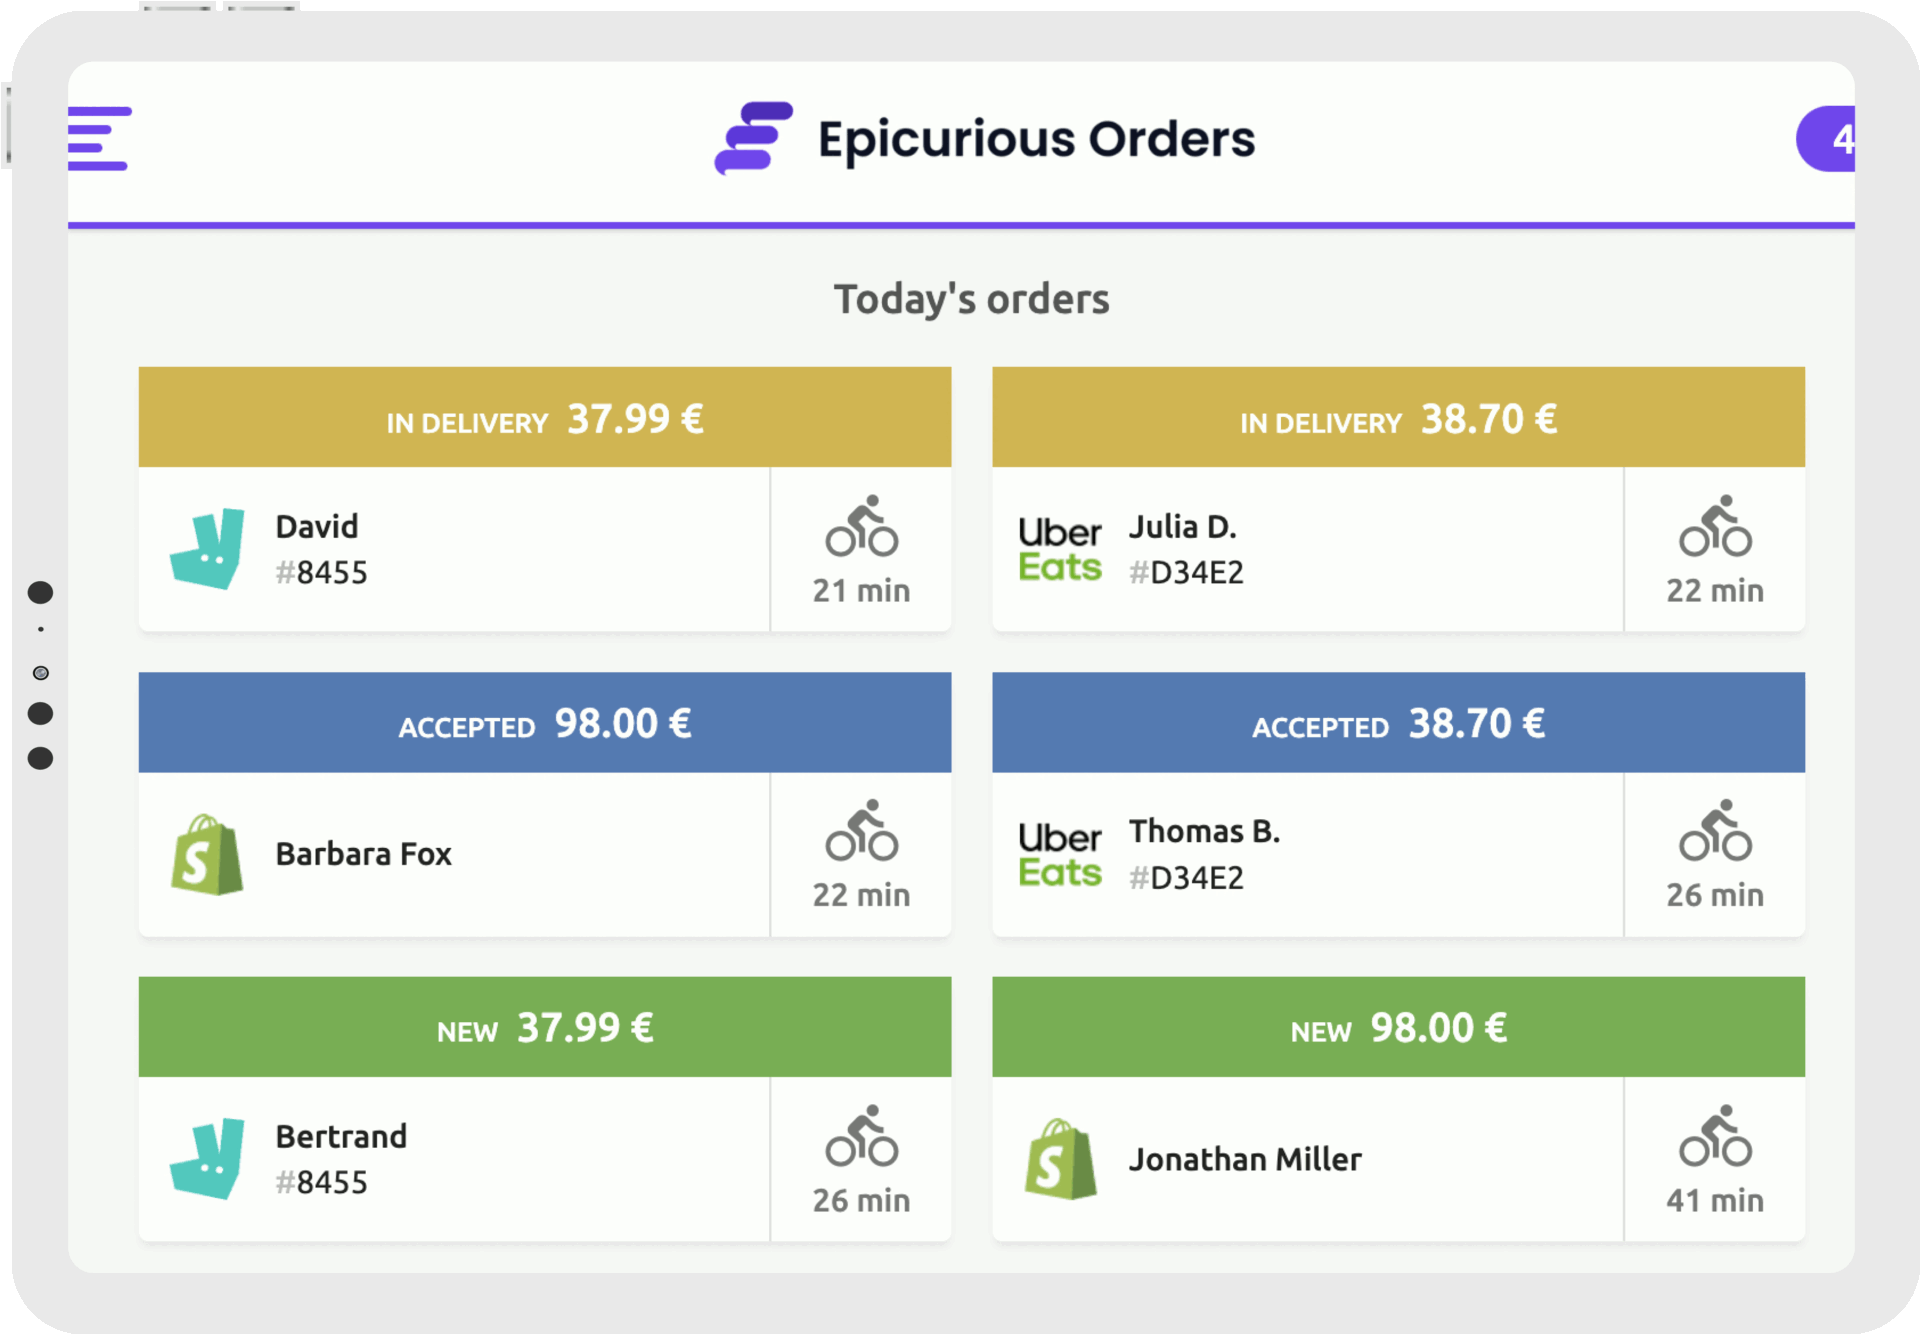 Epicurious Orders
4
Today's orders
IN DELIVERY 37.99 €
David
#8455
21 min
IN DELIVERY 38.70 €
Uber
Eats
Julia D.
#D34E2
22 min
ACCEPTED 98.00 €
S
Barbara Fox
22 min
ACCEPTED 38.70 €
Uber
Eats
Thomas B.
#D34E2
26 min
NEW 37.99 €
Bertrand
#8455
26 min
NEW 98.00 €
S
Jonathan Miller
41 min